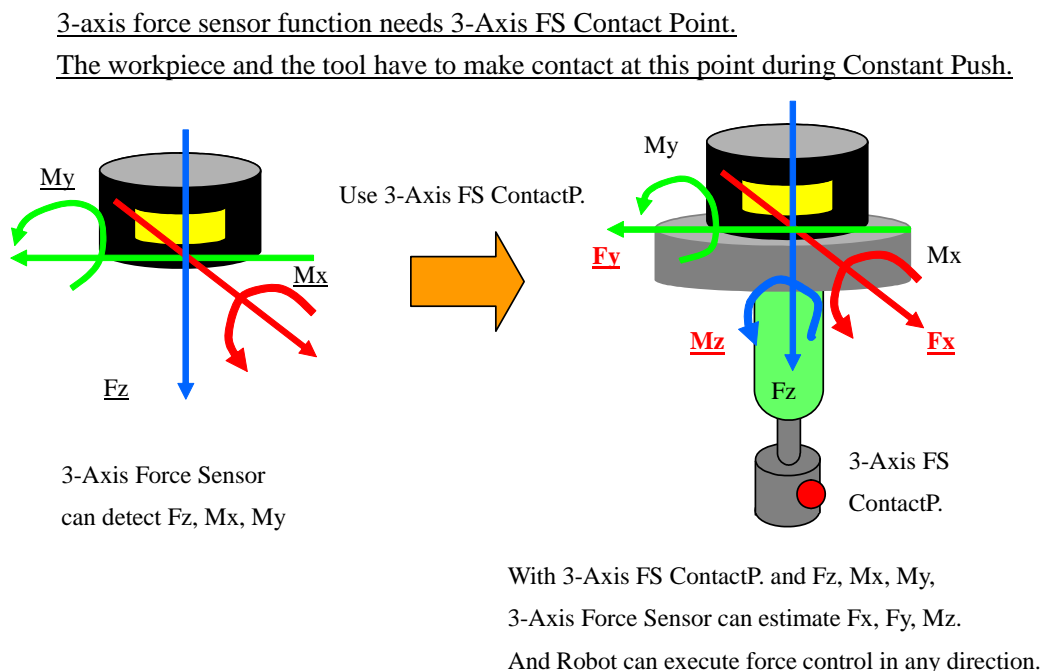 3-axis force sensor function needs 3-Axis FS Contact Point.
The workpiece and the tool have to make contact at this point during Constant Push.
My
Mx
Fz
3-Axis Force Sensor
can detect Fz, Mx, My
Use 3-Axis FS ContactP.
My
Mx
Fy
Mz
Fx
Fz
3-Axis FS
ContactP.
With 3-Axis FS ContactP. and Fz, Mx, My,
3-Axis Force Sensor can estimate Fx, Fy, Mz.
And Robot can execute force control in any direction.